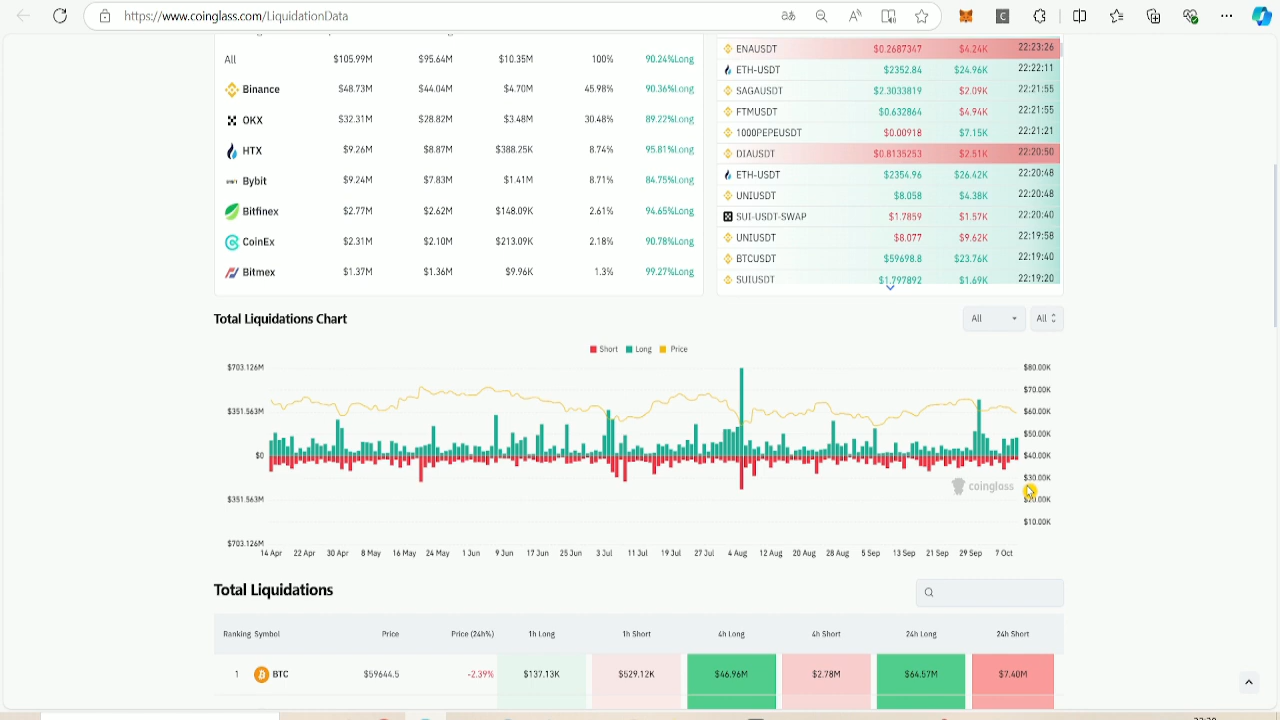 https://www.coinglass.com/LiquidationData
All $105.99M $95.64M $10.35M 100% 90.24%Long
Binance $48.73M $44.04M $4.70M 45.98% 90.36%Long
OKX $32.31M $28.82M $3.48M 30.48% 89.22%Long
HTX $9.26M $8.87M $388.25K 8.74% 95.81%Long
Bybit $9.24M $7.83M $1.41M 8.71% 84.75%Long
Bitfinex $2.77M $2.62M $148.09K 2.61% 94.65%Long
CoinEx $2.31M $2.10M $213.09K 2.18% 90.78%Long
Bitmex $1.37M $1.36M $9.96K 1.3% 99.27%Long
ENAUSDT $0.2687347 $4.24K 22:23:26
ETH-USDT $2352.84 $24.96K 22:22:11
SAGAUSDT $2.3033819 $2.09K 22:21:55
FTMUSDT $0.632864 $4.94K 22:21:55
1000PEPEUSDT $0.00918 $7.15K 22:21:21
DIAUSDT $0.8135253 $2.51K 22:20:50
ETH-USDT $2354.96 $26.42K 22:20:48
UNIUSDT $8.058 $4.38K 22:20:48
SUI-USDT-SWAP $1.7859 $1.57K 22:20:40
UNIUSDT $8.077 $9.62K 22:19:58
BTCUSDT $59698.8 $23.76K 22:19:40
SUIUSDT $1.797892 $1.69K 22:19:20
Total Liquidations Chart
All All
Short Long Price
$703.126M
$351.563M
$0
$351.563M
$703.126M
$80.00K
$70.00K
$60.00K
$50.00K
$40.00K
$30.00K
$20.00K
$10.00K
coinglass
14 Apr 22 Apr 30 Apr 8 May 16 May 24 May 1 Jun 9 Jun 17 Jun 25 Jun 3 Jul 11 Jul 19 Jul 27 Jul 4 Aug 12 Aug 20 Aug 28 Aug 5 Sep 13 Sep 21 Sep 29 Sep 7 Oct
Total Liquidations
Ranking Symbol Price Price (24h%) 1h Long 1h Short 4h Long 4h Short 24h Long 24h Short
1 BTC $59644.5 -2.39% $137.13K $529.12K $46.96M $2.78M $64.57M $7.40M